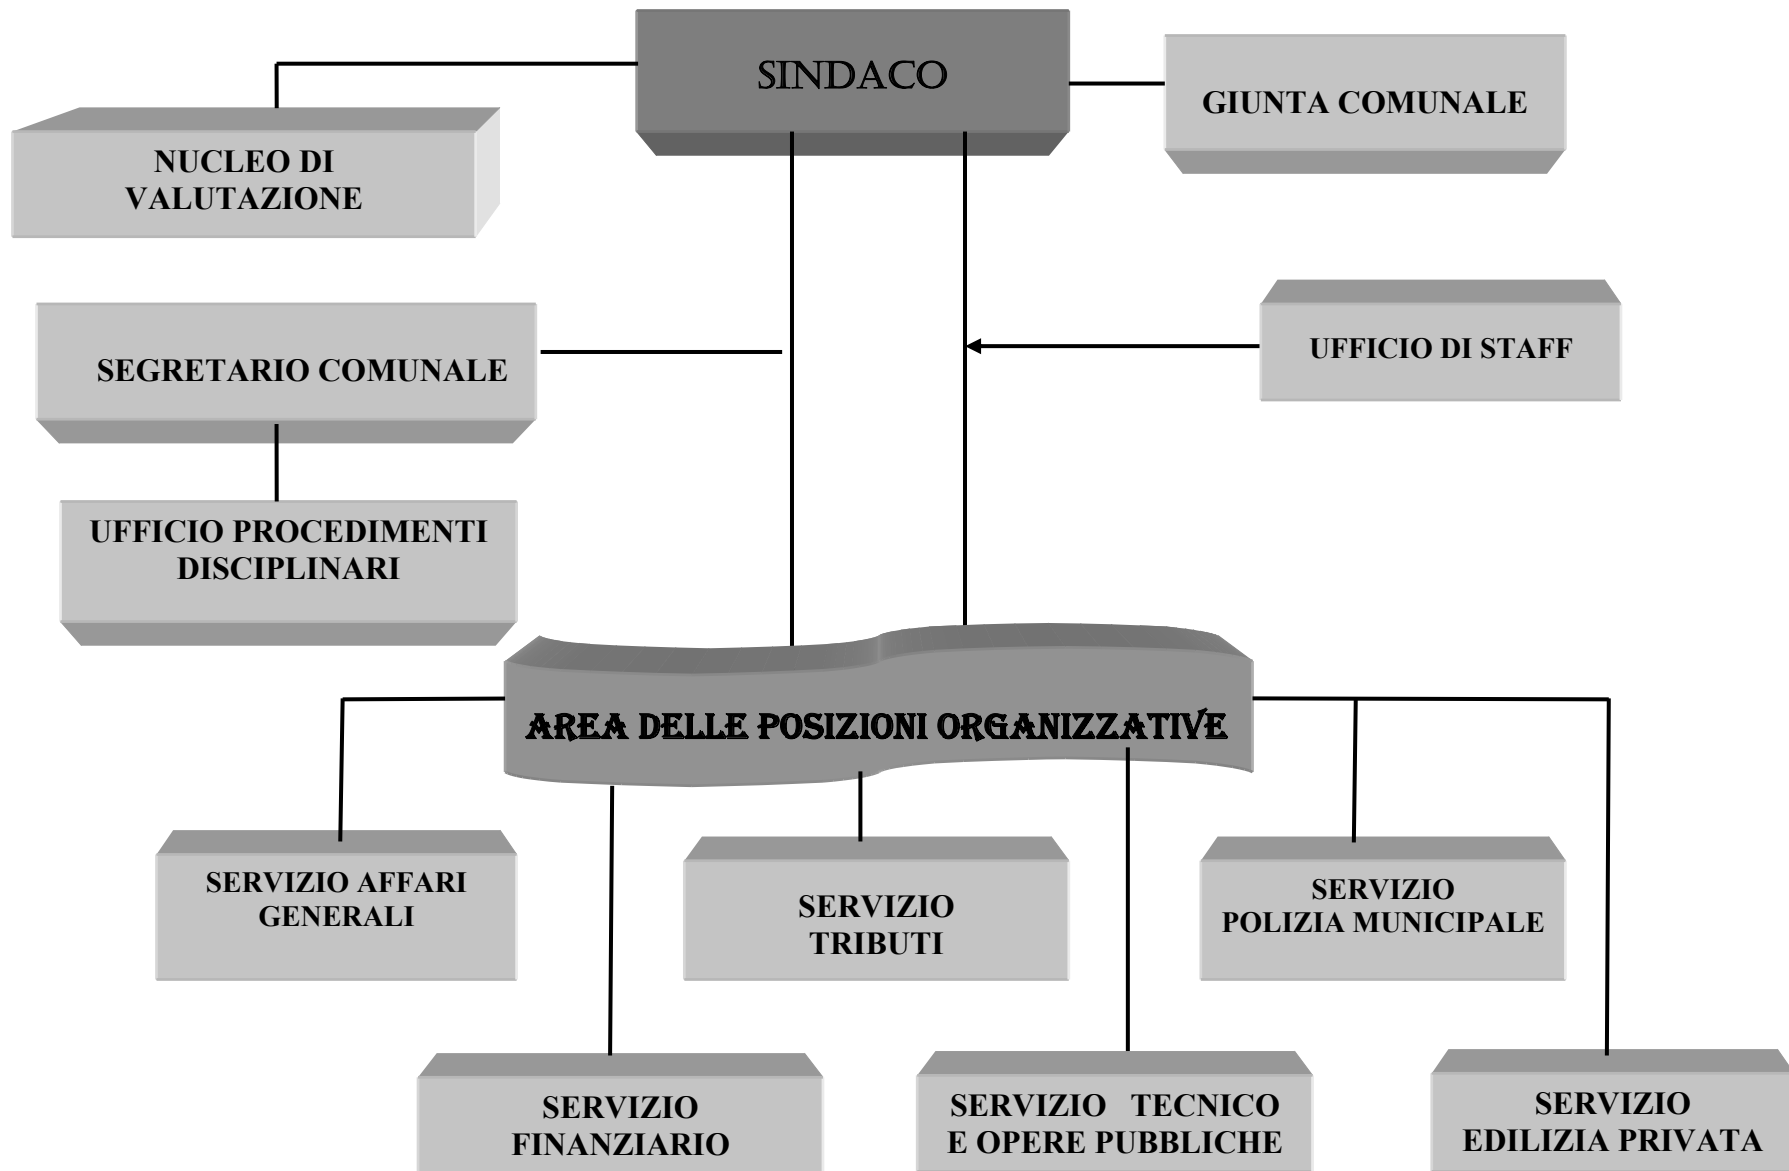 SINDACO
GIUNTA COMUNALE
NUCLEO DI
VALUTAZIONE
SEGRETARIO COMUNALE
UFFICIO DI STAFF
UFFICIO PROCEDIMENTI
DISCIPLINARI
AREA DELLE POSIZIONI ORGANIZZATIVE
SERVIZIO AFFARI
GENERALI
SERVIZIO
TRIBUTI
SERVIZIO
POLIZIA MUNICIPALE
SERVIZIO
FINANZIARIO
SERVIZIO TECNICO
E OPERE PUBBLICHE
SERVIZIO
EDILIZIA PRIVATA